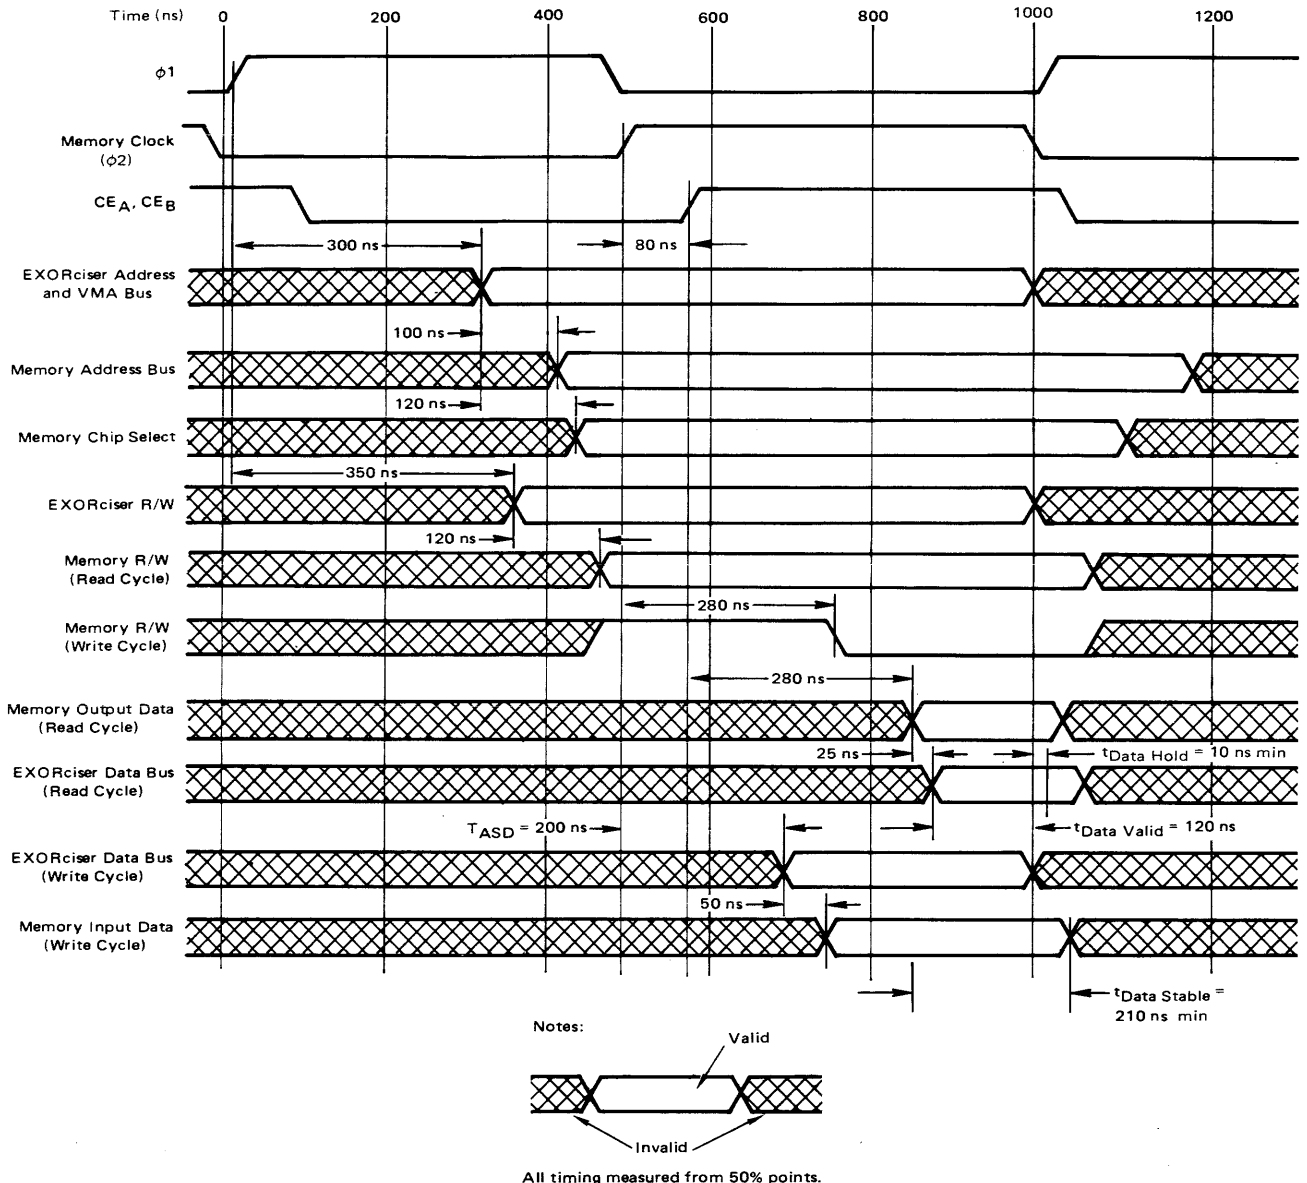 Time (ns) 0 200 400 600 800 1000 1200
ϕ1
Memory Clock
(ϕ2)
CEA, CEB
300 ns
80 ns
EXORciser Address
and VMA Bus
100 ns
Memory Address Bus
120 ns
Memory Chip Select
350 ns
EXORciser R/W
120 ns
Memory R/W
(Read Cycle)
280 ns
Memory R/W
(Write Cycle)
280 ns
Memory Output Data
(Read Cycle)
25 ns
tData Hold = 10 ns min
EXORciser Data Bus
(Read Cycle)
TASD = 200 ns
tData Valid = 120 ns
EXORciser Data Bus
(Write Cycle)
50 ns
Memory Input Data
(Write Cycle)
tData Stable =
210 ns min
Notes:
Valid
Invalid
All timing measured from 50% points.